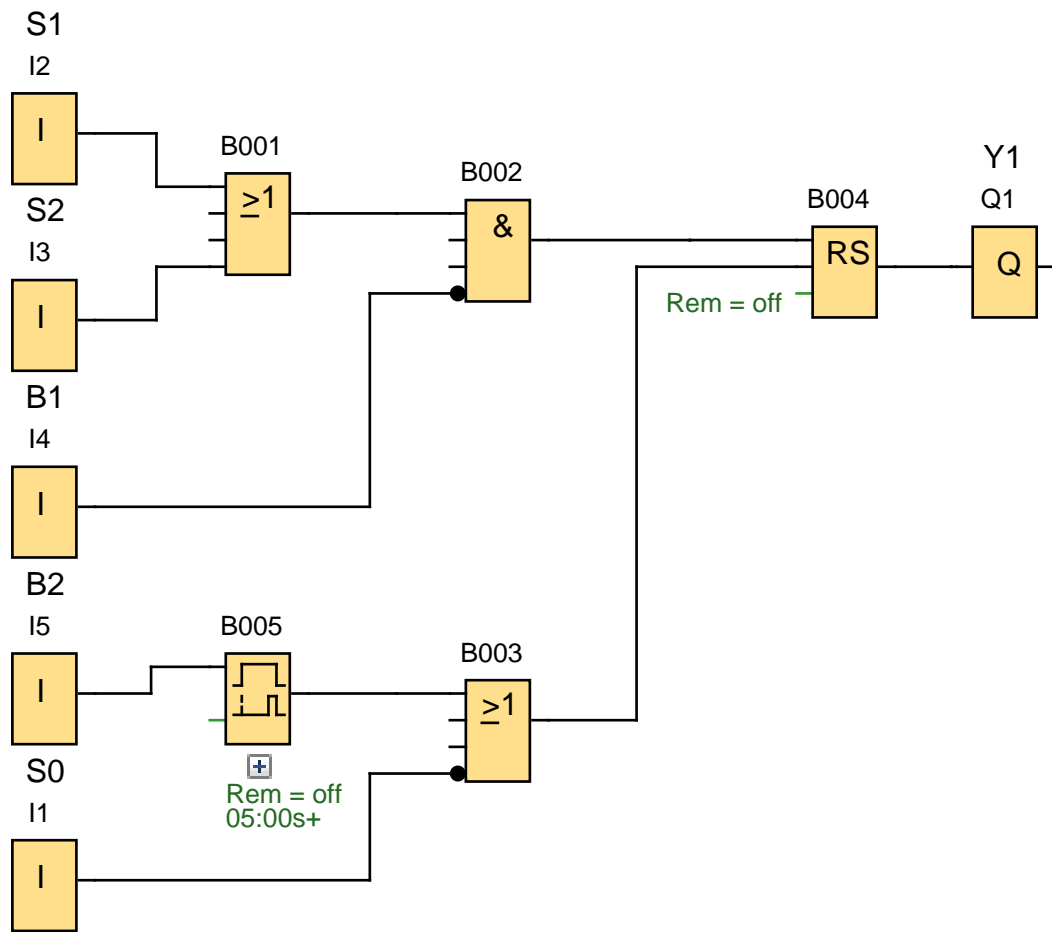 S1
I2
I
B001
≥1
B002
&
Y1
Q1
Q
B004
RS
Rem = off
S2
I3
I
B1
I4
I
B2
I5
I
B005
Rem = off
05:00s+
B003
≥1
S0
I1
I